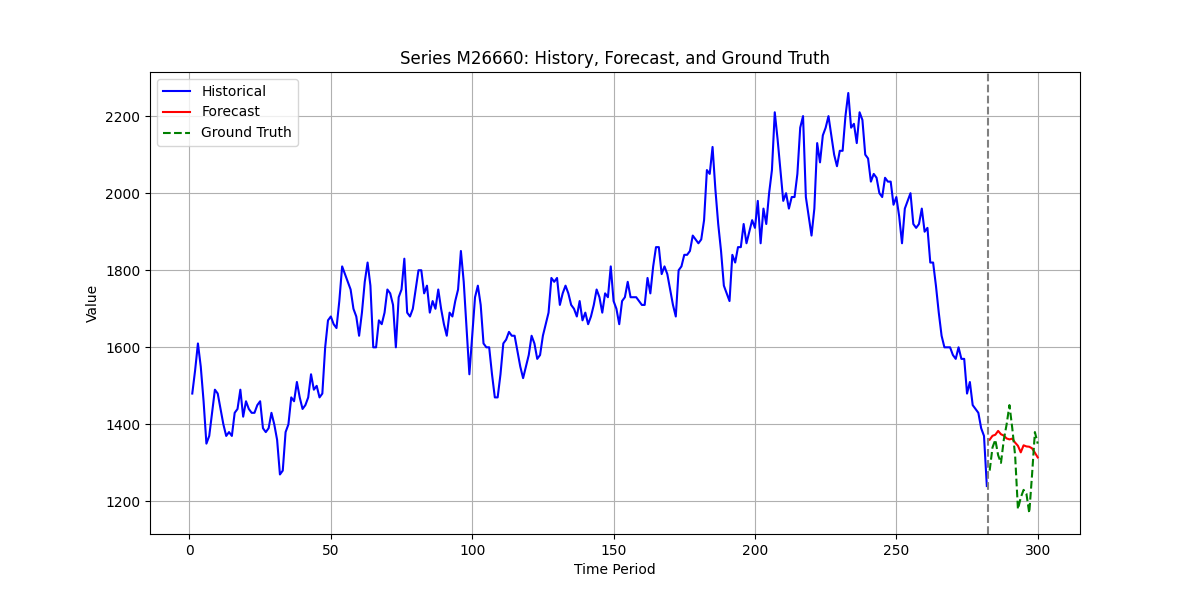 Series M26660: History, Forecast, and Ground Truth
Historical
Forecast
Ground Truth
2200
2000
1800
1600
1400
1200
Value
0 50 100 150 200 250 300
Time Period